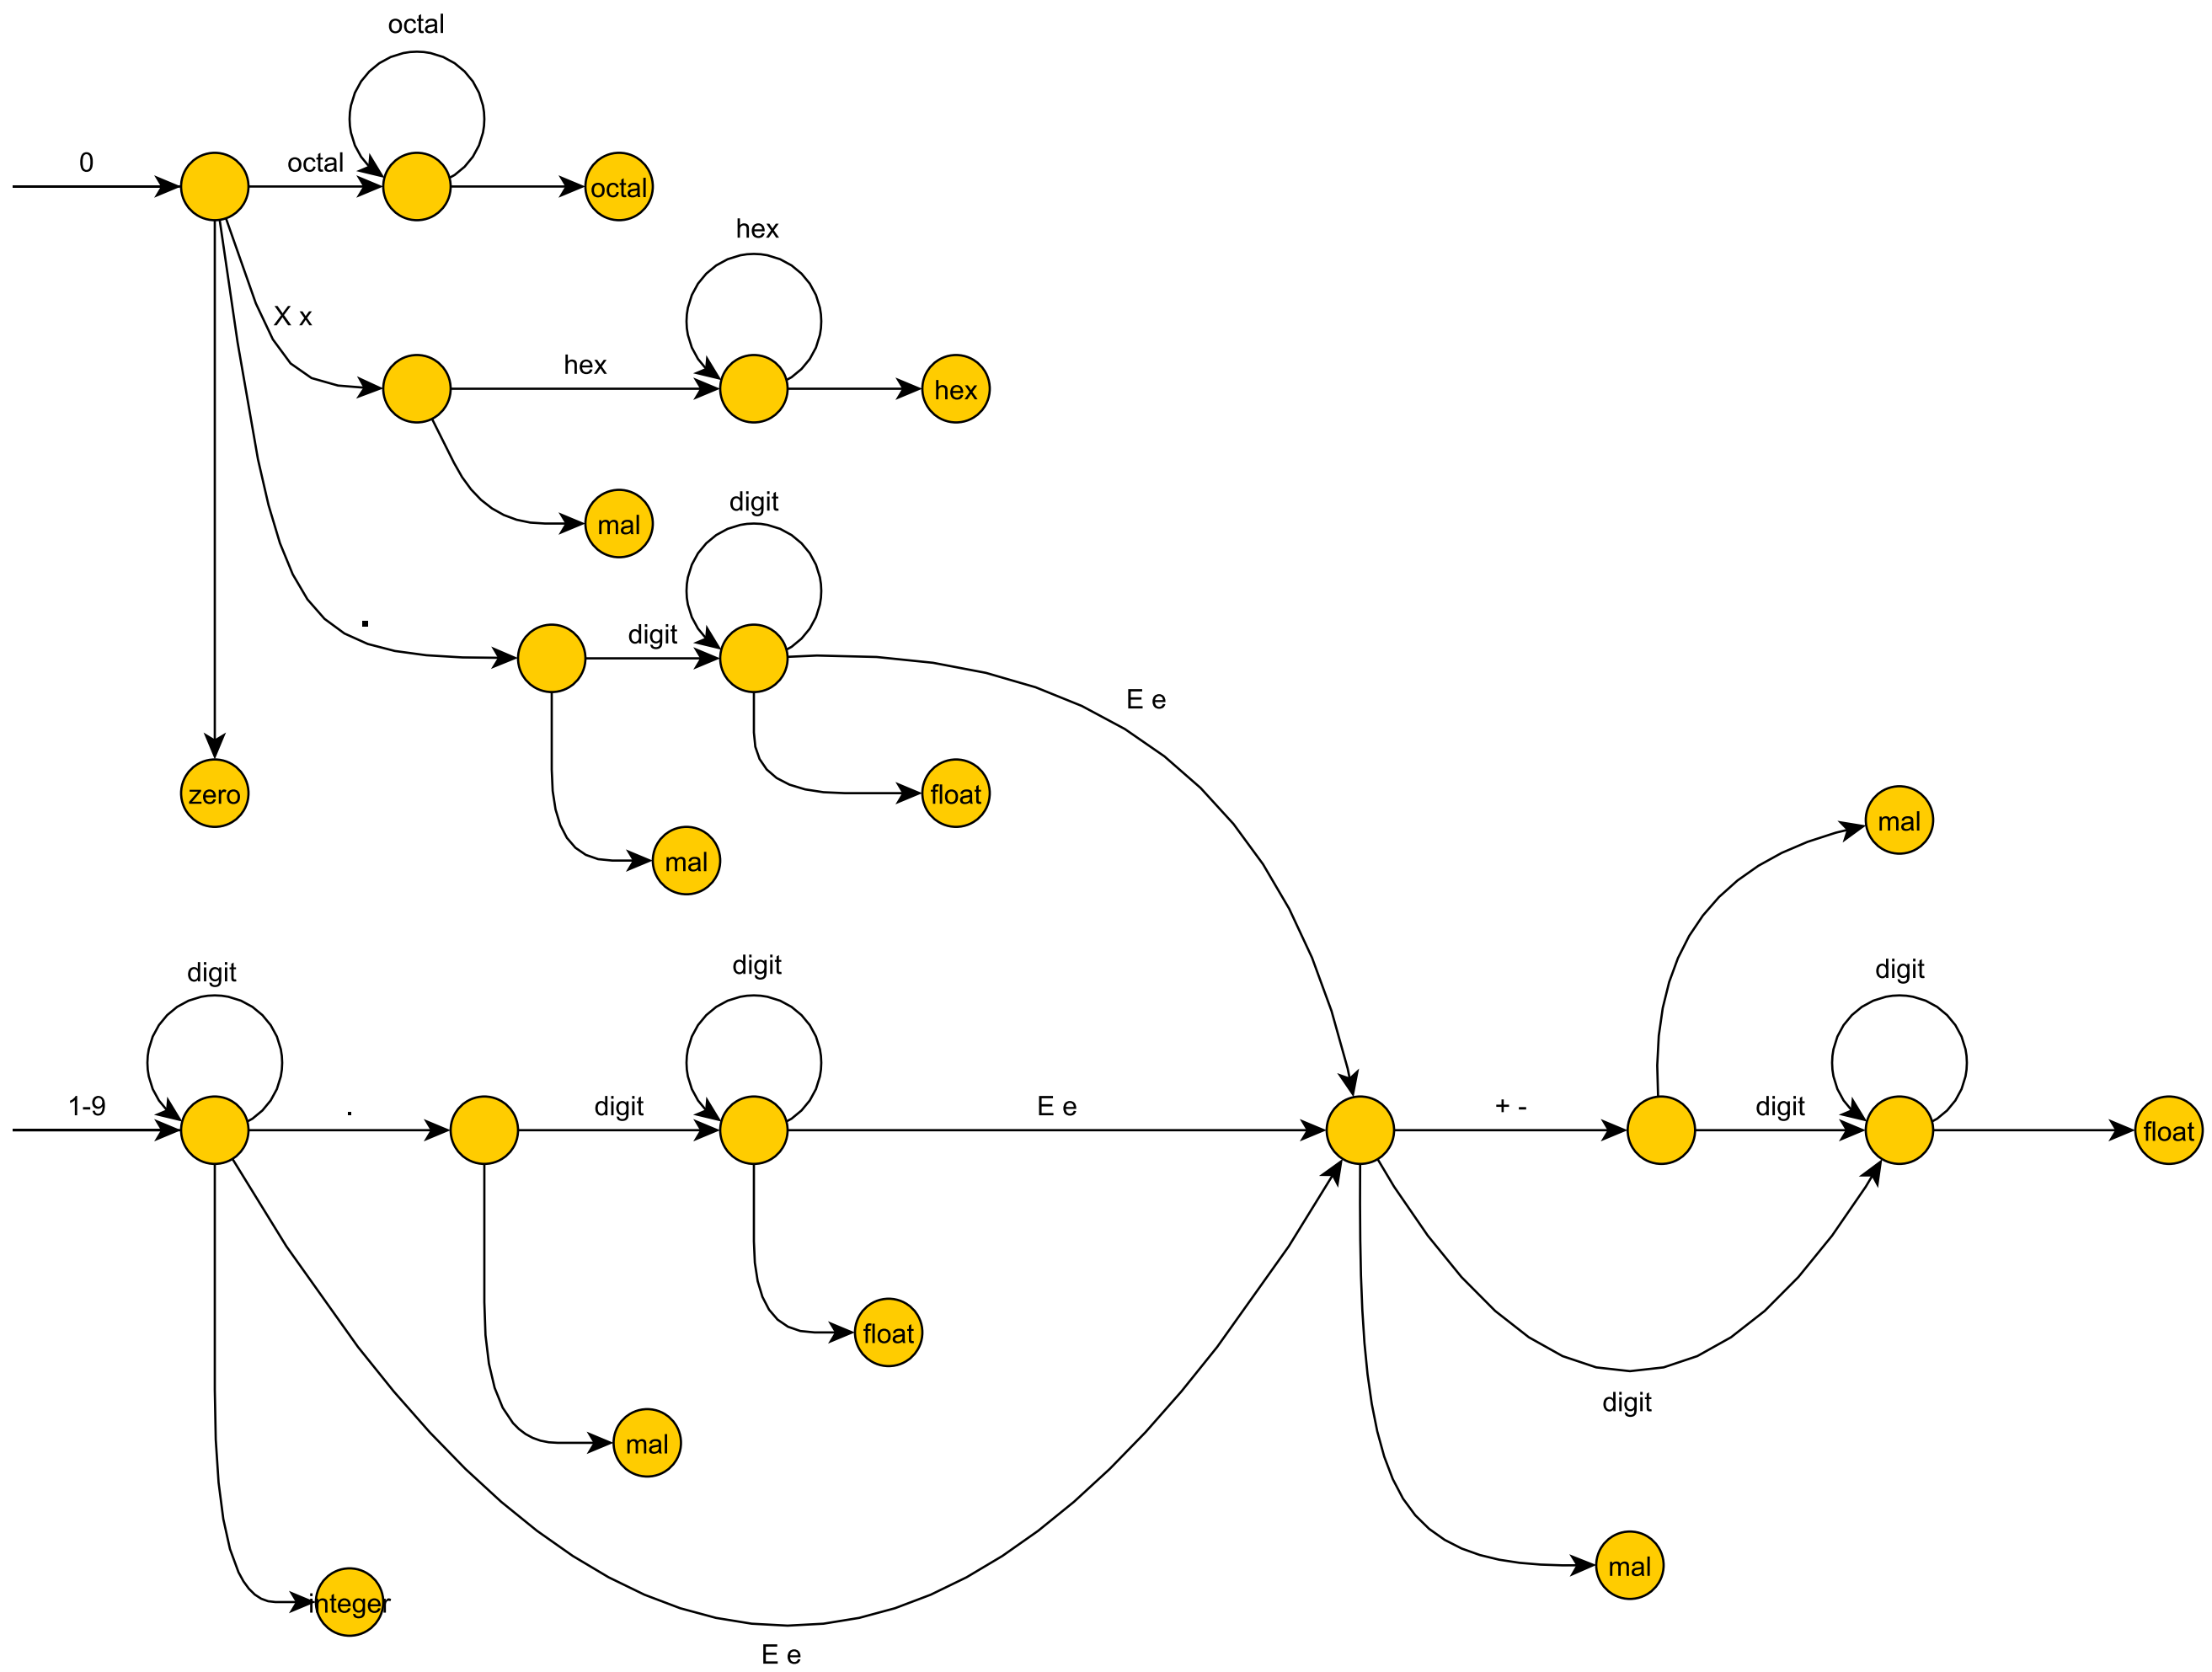 octal
0
octal
octal
hex
X x
hex
hex
mal
digit
.
digit
E e
zero
float
mal
mal
digit
digit
digit
1-9
.
digit
E e
+ -
digit
float
float
digit
mal
mal
integer
E e